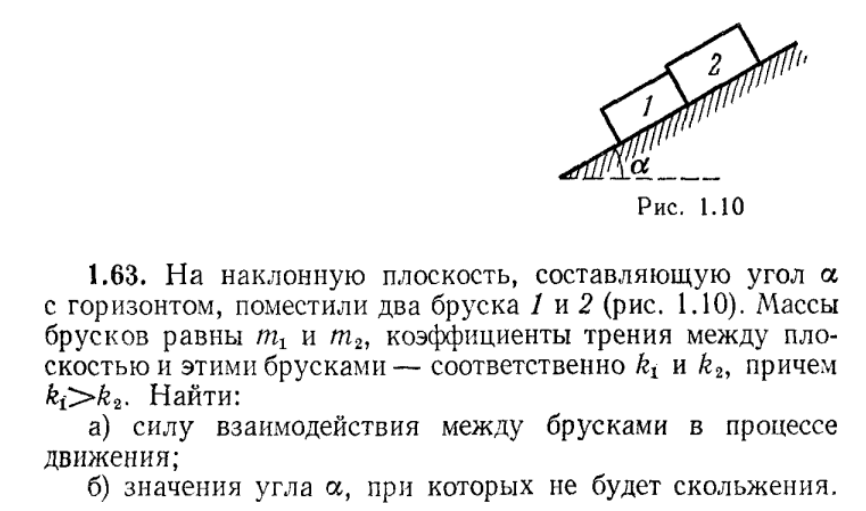 2
1
α
Рис. 1.10
1.63. На наклонную плоскость, составляющую угол α
с горизонтом, поместили два бруска 1 и 2 (рис. 1.10). Массы
брусков равны m₁ и m₂, коэффициенты трения между пло-
скостью и этими брусками — соответственно k₁ и k₂, причем
k₁>k₂. Найти:
а) силу взаимодействия между брусками в процессе
движения;
б) значения угла α, при которых не будет скольжения.